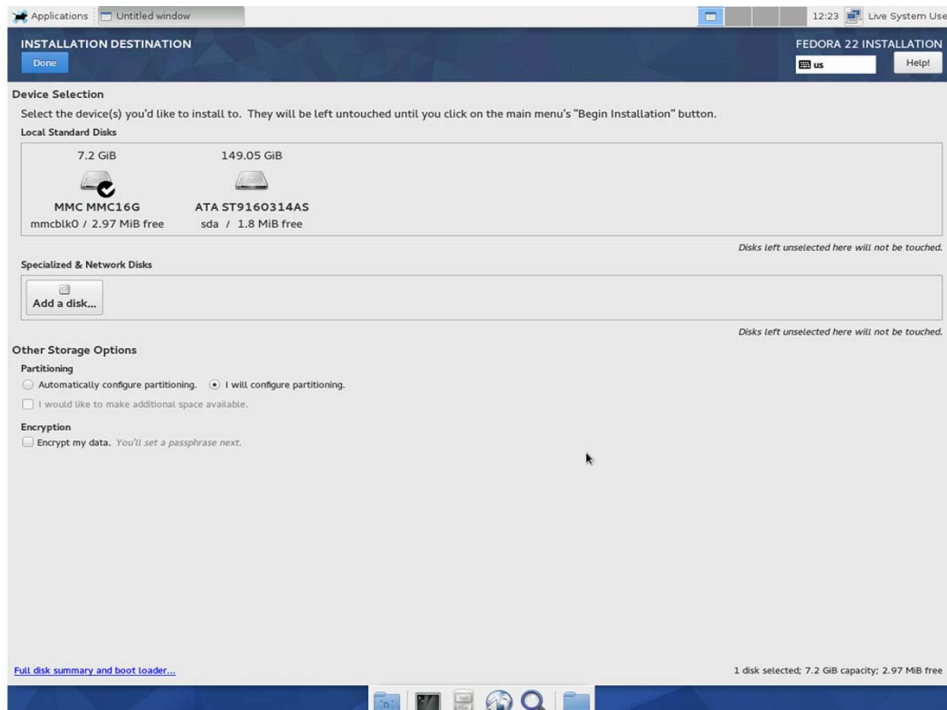 Applications Untitled window 12:23 Live System Use
INSTALLATION DESTINATION FEDORA 22 INSTALLATION
Done us Help!
Device Selection
Select the device(s) you'd like to install to. They will be left untouched until you click on the main menu's "Begin Installation" button.
Local Standard Disks
7.2 GiB 149.05 GiB
MMC MMC16G ATA ST9160314AS
mmcblk0 / 2.97 MiB free sda / 1.8 MiB free
Disks left unselected here will not be touched.
Specialized & Network Disks
Add a disk...
Disks left unselected here will not be touched.
Other Storage Options
Partitioning
Automatically configure partitioning. I will configure partitioning.
I would like to make additional space available.
Encryption
Encrypt my data. You'll set a passphrase next.
Full disk summary and boot loader... 1 disk selected; 7.2 GiB capacity; 2.97 MiB free